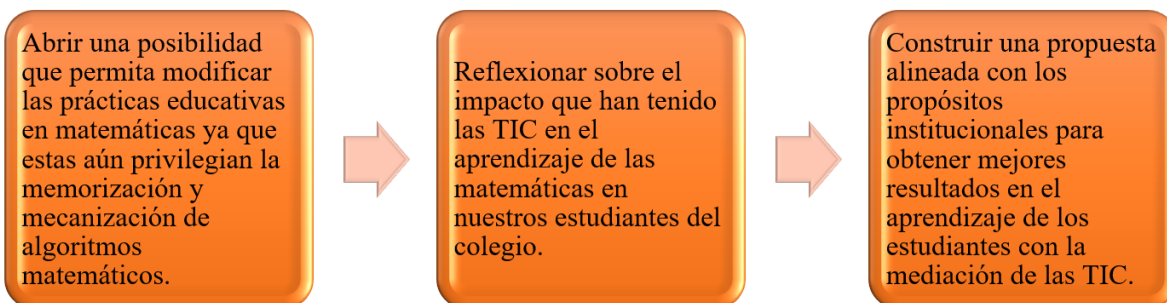 Abrir una posibilidad
que permita modificar
las prácticas educativas
en matemáticas ya que
estas aún privilegian la
memorización y
mecanización de
algoritmos
matemáticos.
Reflexionar sobre el
impacto que han tenido
las TIC en el
aprendizaje de las
matemáticas en
nuestros estudiantes del
colegio.
Construir una propuesta
alineada con los
propósitos
institucionales para
obtener mejores
resultados en el
aprendizaje de los
estudiantes con la
mediación de las TIC.